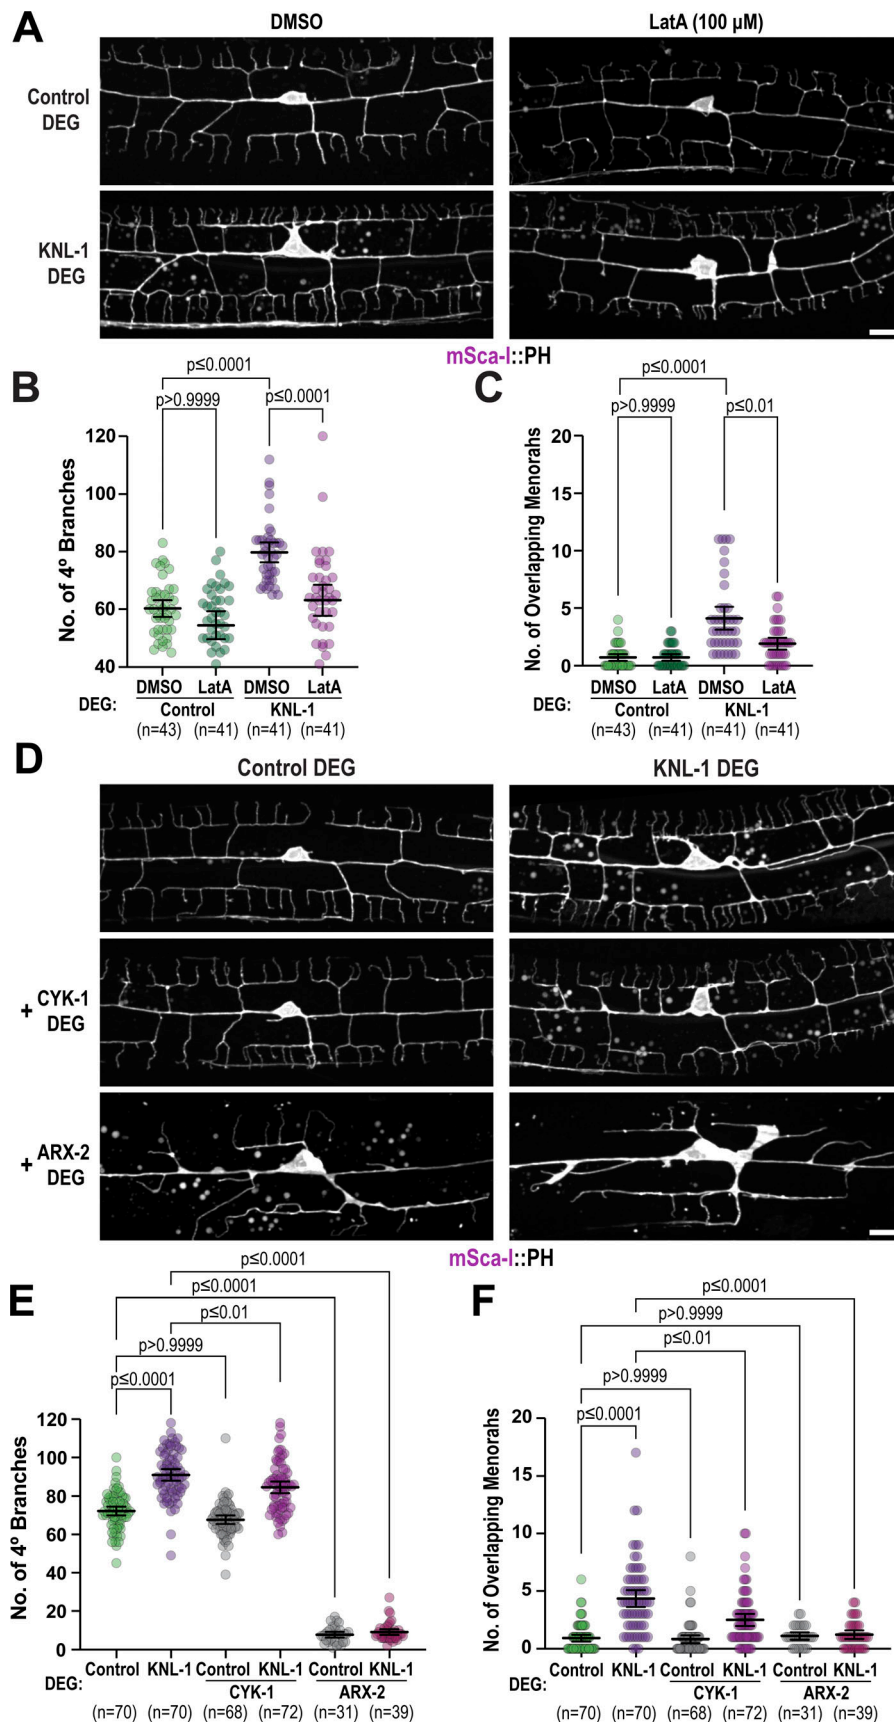 A
DMSO
LatA (100 µM)
Control
DEG
KNL-1
DEG
mSca-I::PH
B
p≤0.0001
p>0.9999
p≤0.0001
No. of 4º Branches
120
100
80
60
40
DMSO LatA DMSO LatA
DEG:
Control KNL-1
(n=43) (n=41) (n=41) (n=41)
C
p≤0.0001
p>0.9999
p≤0.01
No. of Overlapping Menorahs
20
15
10
5
0
DMSO LatA DMSO LatA
DEG:
Control KNL-1
(n=43) (n=41) (n=41) (n=41)
D
Control DEG
KNL-1 DEG
+ CYK-1
DEG
+ ARX-2
DEG
mSca-I::PH
E
p≤0.0001
p≤0.0001
p≤0.01
p>0.9999
p≤0.0001
No. of 4º Branches
120
100
80
60
40
20
0
Control KNL-1 Control KNL-1 Control KNL-1
DEG:
CYK-1 ARX-2
(n=70) (n=70) (n=68) (n=72) (n=31) (n=39)
F
p≤0.0001
p>0.9999
p≤0.01
p>0.9999
p≤0.0001
No. of Overlapping Menorahs
20
15
10
5
0
Control KNL-1 Control KNL-1 Control KNL-1
DEG:
CYK-1 ARX-2
(n=70) (n=70) (n=68) (n=72) (n=31) (n=39)